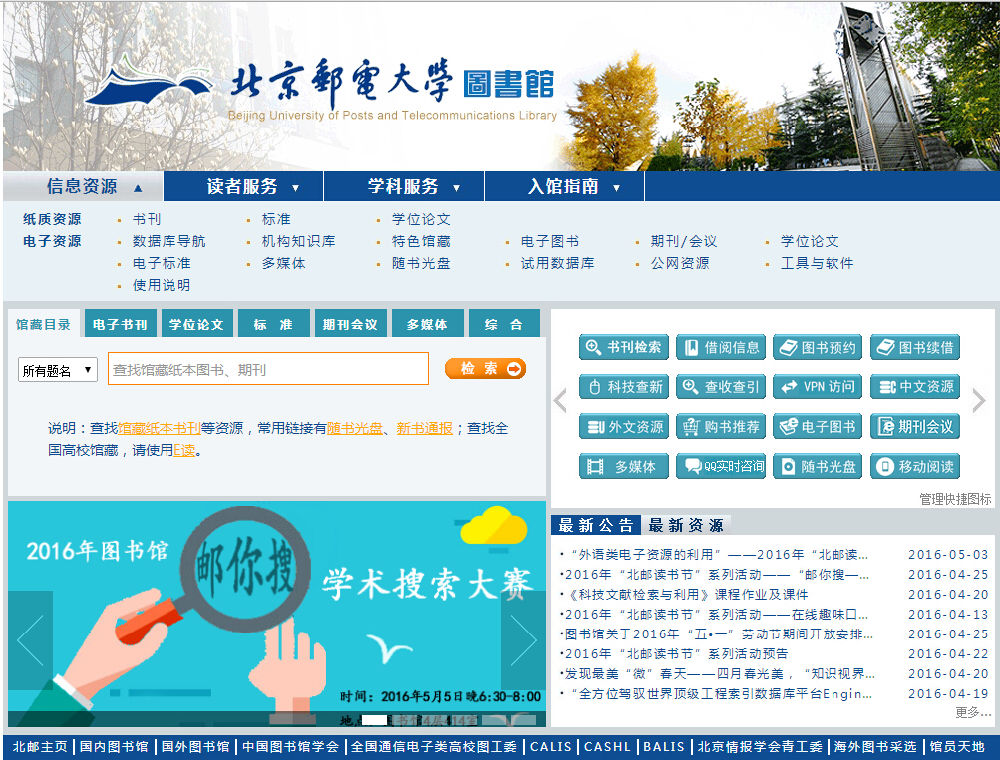 北京郵電大學 圖書館
Beijing University of Posts and Telecommunications Library
信息资源 ▲ 读者服务 ▼ 学科服务 ▼ 入馆指南 ▼
纸质资源 书刊 标准 学位论文
电子资源 数据库导航 机构知识库 特色馆藏 电子图书 期刊/会议 学位论文
电子标准 多媒体 随书光盘 试用数据库 公网资源 工具与软件
使用说明
馆藏目录 电子书刊 学位论文 标 准 期刊会议 多媒体 综 合
所有题名 ▼ 查找馆藏纸本图书、期刊 检 索
说明：查找馆藏纸本书刊等资源，常用链接有随书光盘、新书通报；查找全
国高校馆藏，请使用E读。
书刊检索 借阅信息 图书预约 图书续借
科技查新 查收查引 VPN 访问 中文资源
外文资源 购书推荐 电子图书 期刊会议
多媒体 QQ实时咨询 随书光盘 移动阅读
管理快捷图标
2016年图书馆 邮你搜 学术搜索大赛
时间：2016年5月5日晚6:30-8:00
地点：图书馆4层414室
最新公告 最新资源
·“外语类电子资源的利用”——2016年“北邮读... 2016-05-03
·2016年“北邮读书节”系列活动——“邮你搜—... 2016-04-25
·《科技文献检索与利用》课程作业及课件 2016-04-20
·2016年“北邮读书节”系列活动——在线趣味口... 2016-04-13
·图书馆关于2016年“五•一”劳动节期间开放安排... 2016-04-25
·2016年“北邮读书节”系列活动预告 2016-04-22
·发现最美“微”春天——四月春光美，“知识视界... 2016-04-20
·“全方位驾驭世界顶级工程索引数据库平台Engin... 2016-04-19
更多...
北邮主页 | 国内图书馆 | 国外图书馆 | 中国图书馆学会 | 全国通信电子类高校图工委 | CALIS | CASHL | BALIS | 北京情报学会青工委 | 海外图书采选 | 馆员天地